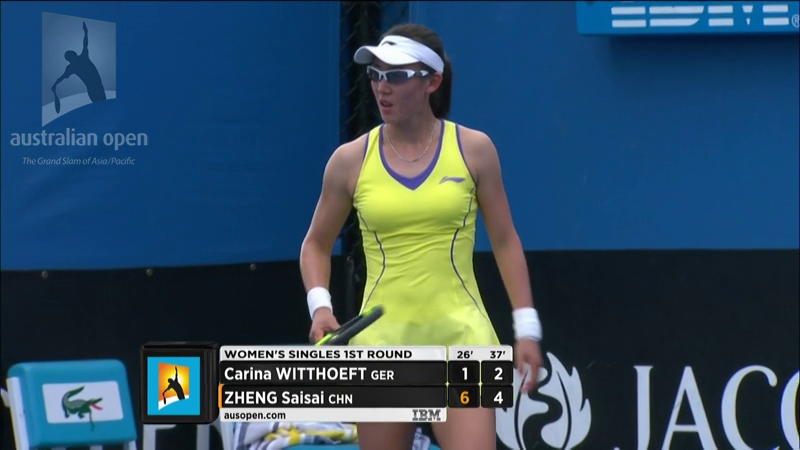 IBM®
australian open
The Grand Slam of Asia/Pacific
WOMEN'S SINGLES 1ST ROUND 26' 37'
Carina WITTHOEFT GER 1 2
ZHENG Saisai CHN 6 4
ausopen.com IBM
JAC